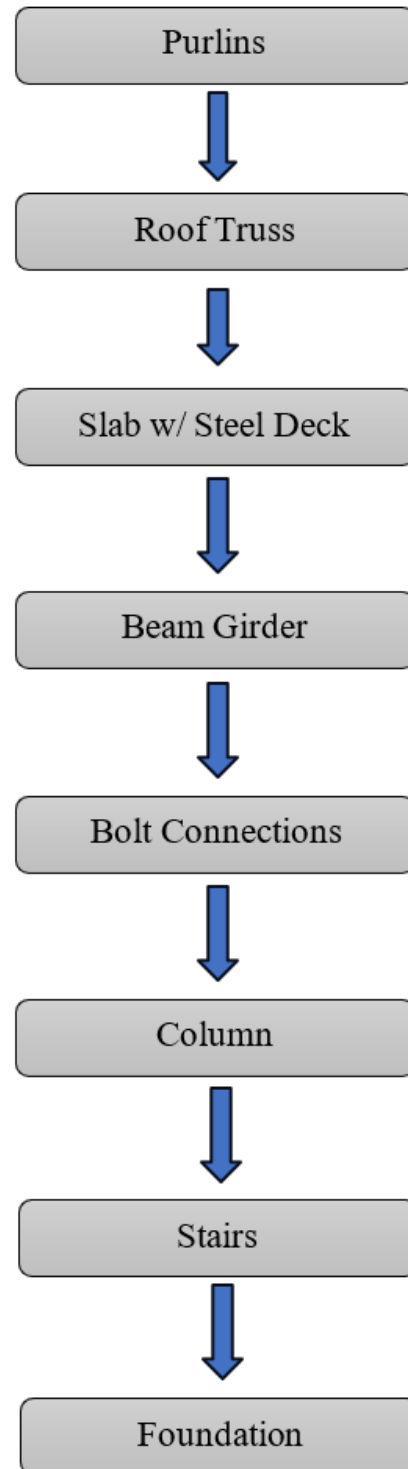 Purlins
Roof Truss
Slab w/ Steel Deck
Beam Girder
Bolt Connections
Column
Stairs
Foundation